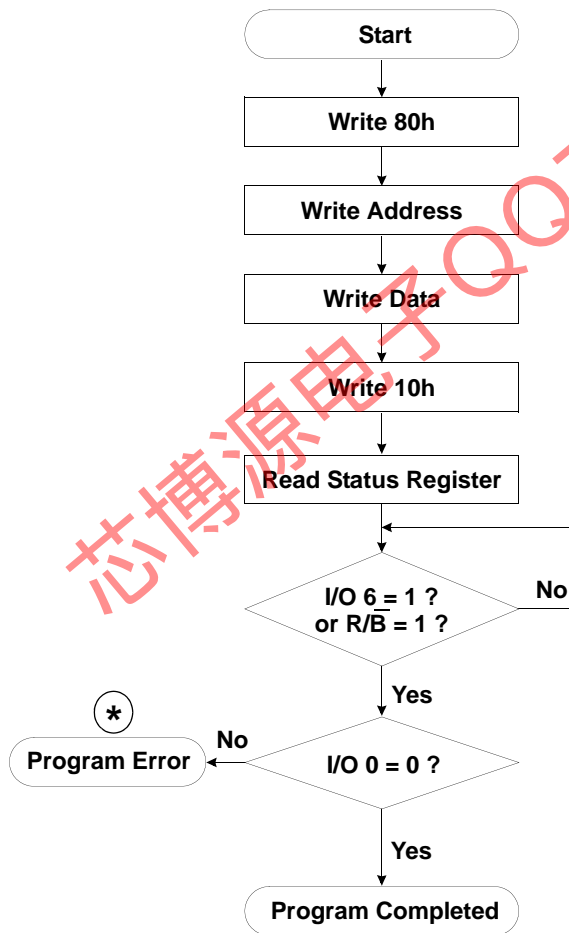 Start
Write 80h
Write Address
Write Data
Write 10h
Read Status Register
I/O 6 = 1 ?
or R/B̅ = 1 ?
No
Yes
*
No
Program Error
I/O 0 = 0 ?
Yes
Program Completed
芯博源电子QQ